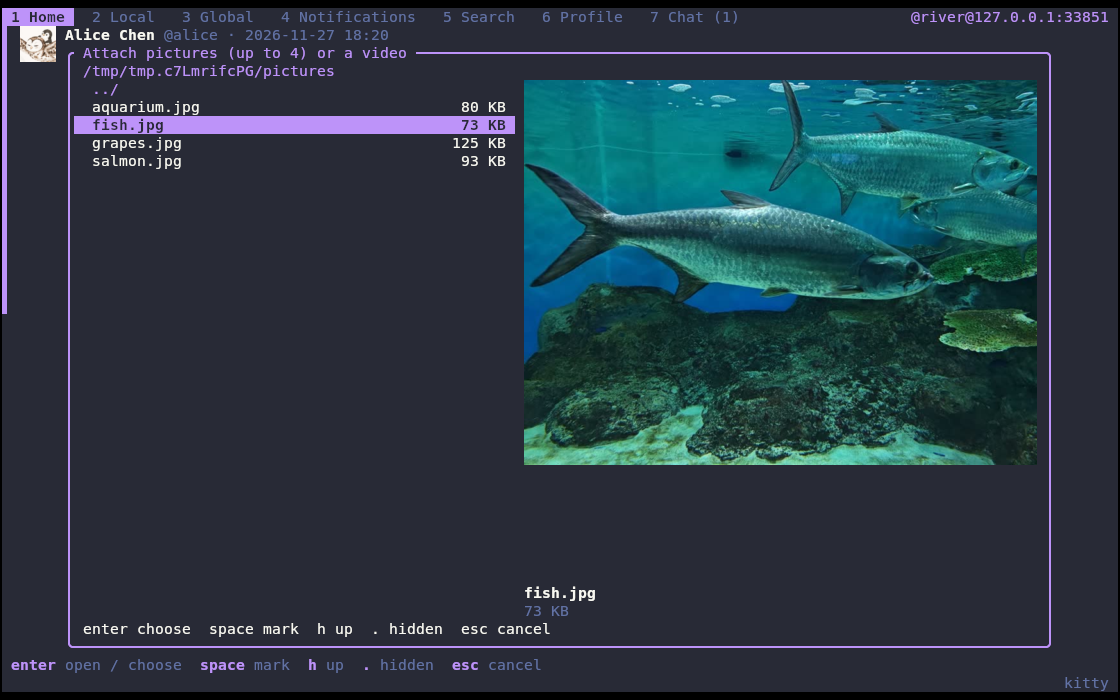 1 Home  2 Local  3 Global  4 Notifications  5 Search  6 Profile  7 Chat (1)  @river@127.0.0.1:33851
Alice Chen @alice · 2026-11-27 18:20
Attach pictures (up to 4) or a video
/tmp/tmp.c7LmrifcPG/pictures
../
aquarium.jpg  80 KB
fish.jpg  73 KB
grapes.jpg  125 KB
salmon.jpg  93 KB
fish.jpg
73 KB
enter choose  space mark  h up  . hidden  esc cancel
enter open / choose  space mark  h up  . hidden  esc cancel
kitty